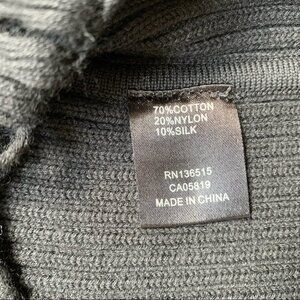 70%COTTON
20%NYLON
10%SILK
RN136515
CA05819
MADE IN CHINA